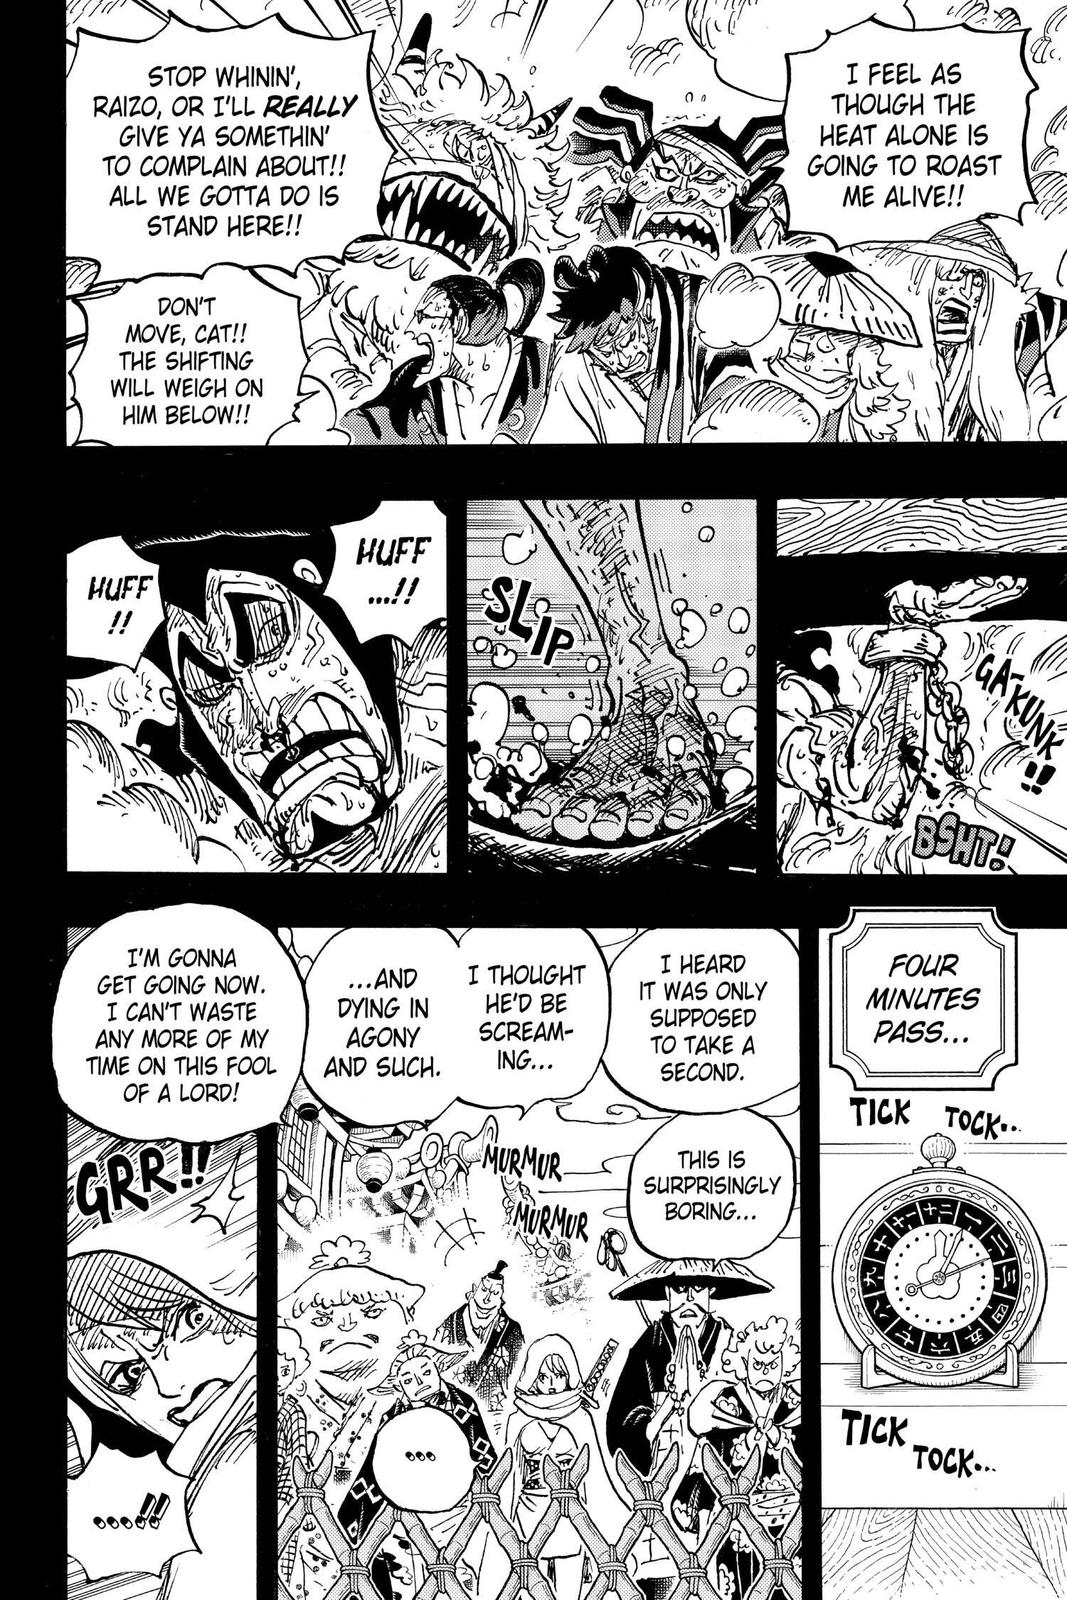 I FEEL AS
THOUGH THE
HEAT ALONE IS
GOING TO ROAST
ME ALIVE!!
STOP WHININ',
RAIZO, OR I'LL REALLY
GIVE YA SOMETHIN'
TO COMPLAIN ABOUT!!
ALL WE GOTTA DO IS
STAND HERE!!
DON'T
MOVE, CAT!!
THE SHIFTING
WILL WEIGH ON
HIM BELOW!!
GA-
KUNK
!!
BSHT!
SLIP
HUFF
...!!
HUFF
!!
FOUR
MINUTES
PASS...
TICK
TOCK...
TICK
TOCK...
I HEARD
IT WAS ONLY
SUPPOSED
TO TAKE A
SECOND.
I THOUGHT
HE'D BE
SCREAM-
ING...
...AND
DYING IN
AGONY
AND SUCH.
THIS IS
SURPRISINGLY
BORING...
MURMUR
MURMUR
....
I'M GONNA
GET GOING NOW.
I CAN'T WASTE
ANY MORE OF MY
TIME ON THIS FOOL
OF A LORD!
GRR!!
....!!